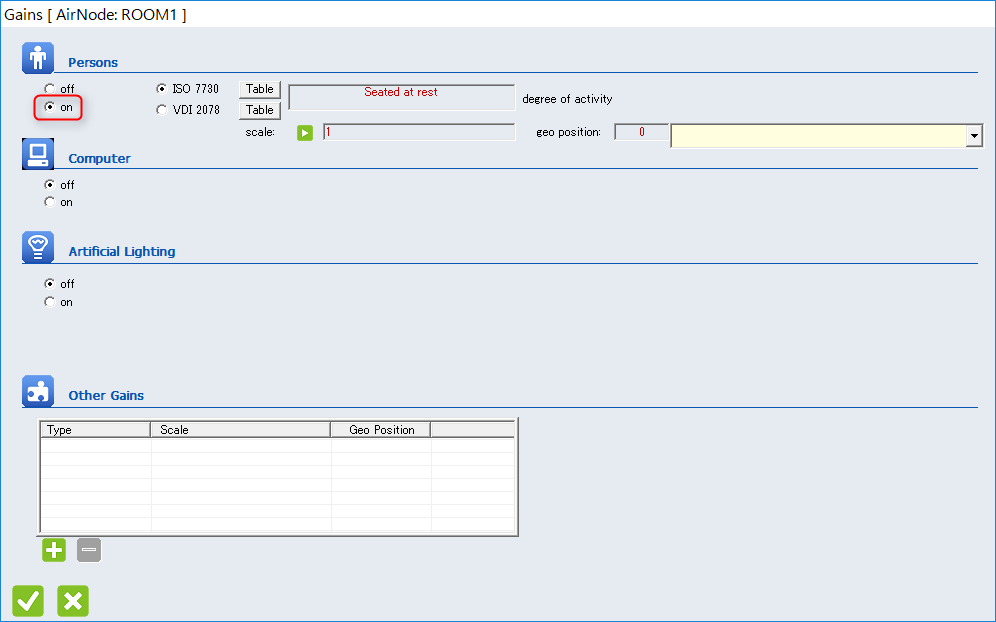 Gains [ AirNode: ROOM1 ]
Persons
off
on
ISO 7730
VDI 2078
Table
Table
Seated at rest
degree of activity
scale:
1
geo position:
0
Computer
off
on
Artificial Lighting
off
on
Other Gains
Type Scale Geo Position